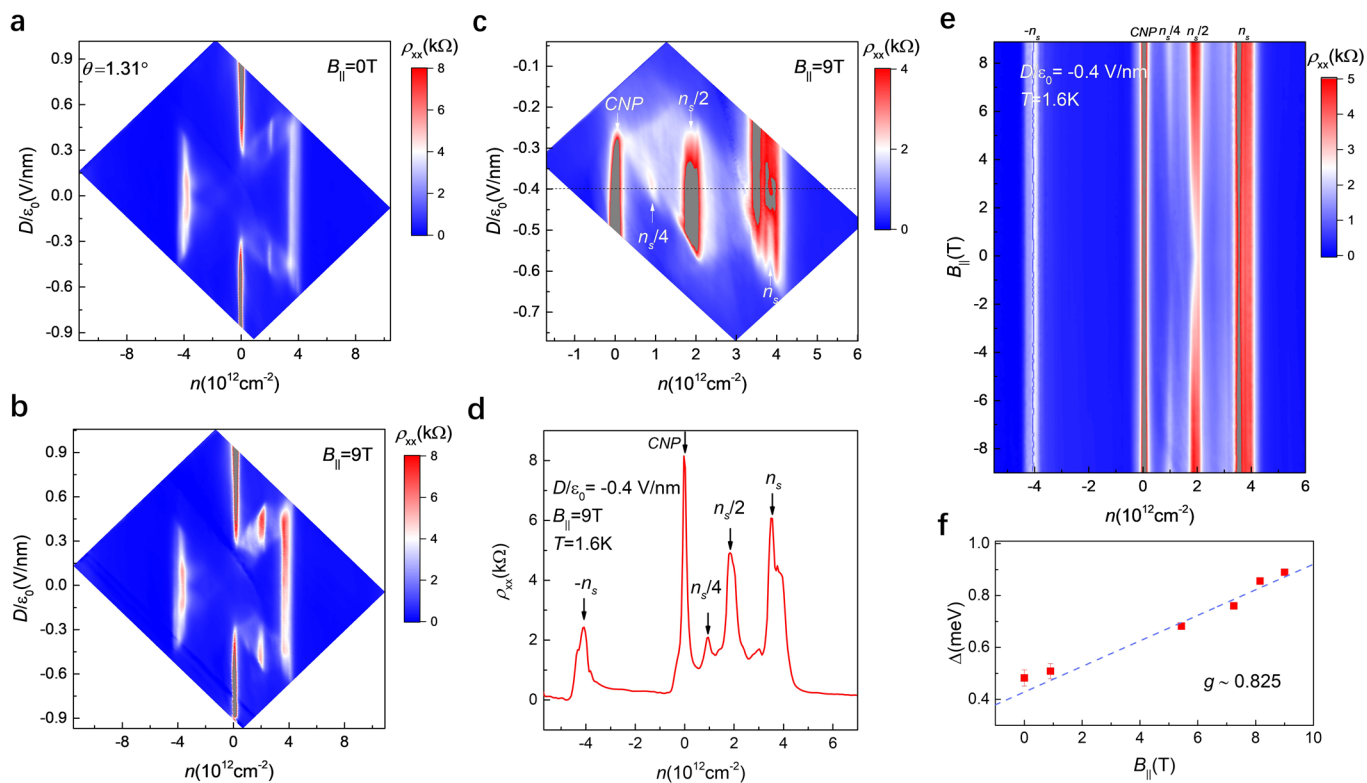 a
θ=1.31°
B||=0T
ρxx(kΩ)
8
6
4
2
0
0.9
0.6
0.3
0.0
-0.3
-0.6
-0.9
D/ε0(V/nm)
-8
-4
0
4
8
n(10^12cm-2)
b
B||=9T
ρxx(kΩ)
8
6
4
2
0
0.9
0.6
0.3
0.0
-0.3
-0.6
-0.9
D/ε0(V/nm)
-8
-4
0
4
8
n(10^12cm-2)
c
B||=9T
ρxx(kΩ)
4
2
0
CNP
ns/2
ns/4
ns
-0.1
-0.2
-0.3
-0.4
-0.5
-0.6
-0.7
D/ε0(V/nm)
-1
0
1
2
3
4
5
6
n(10^12cm-2)
d
CNP
D/ε0= -0.4 V/nm
B||=9T
T=1.6K
-ns
ns/4
ns/2
ns
8
6
4
2
0
ρxx(kΩ)
-4
-2
0
2
4
6
n(10^12cm-2)
e
-ns
CNP
ns/4
ns/2
ns
ρxx(kΩ)
D/ε0= -0.4 V/nm
T=1.6K
5
4
3
2
1
0
8
6
4
2
0
-2
-4
-6
-8
B||(T)
-4
-2
0
2
4
6
n(10^12cm-2)
f
1.0
0.8
0.6
0.4
Δ(meV)
g ~ 0.825
0
2
4
6
8
10
B||(T)